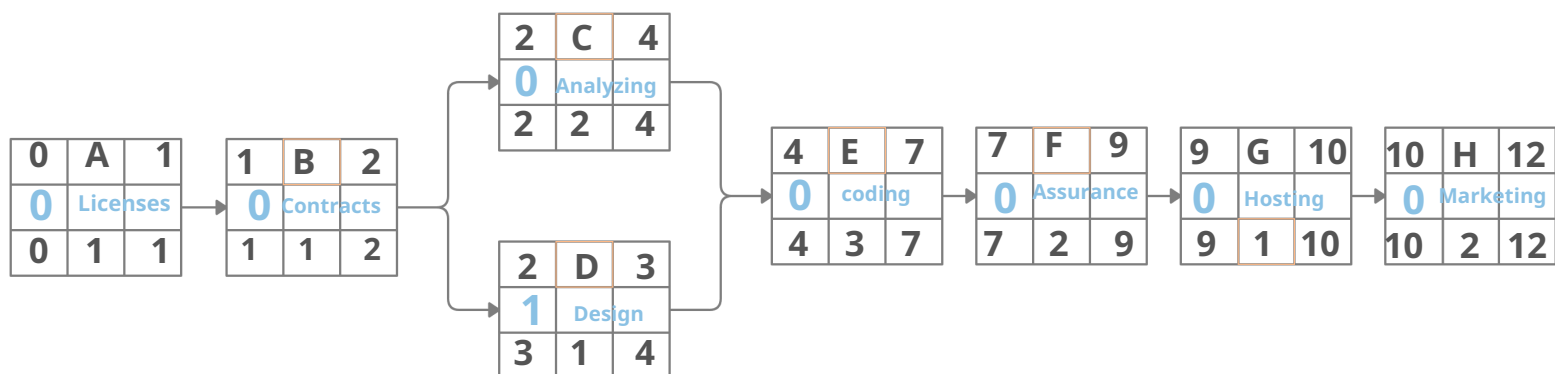 0 A 1
0 Licenses
0 1 1
1 B 2
0 Contracts
1 1 2
2 C 4
0 Analyzing
2 2 4
2 D 3
1 Design
3 1 4
4 E 7
0 coding
4 3 7
7 F 9
0 Assurance
7 2 9
9 G 10
0 Hosting
9 1 10
10 H 12
0 Marketing
10 2 12